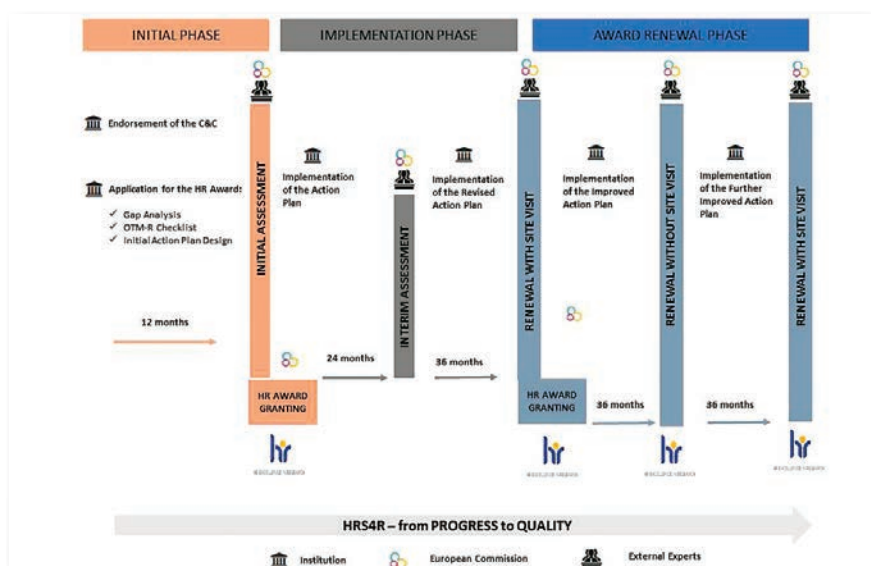 INITIAL PHASE
IMPLEMENTATION PHASE
AWARD RENEWAL PHASE
Endorsement of the C&C
Application for the HR Award:
✓ Gap Analysis
✓ OTM-R Checklist
✓ Initial Action Plan Design
12 months
INITIAL ASSESSMENT
HR AWARD
GRANTING
hr
Implementation
of the Action
Plan
24 months
INTERIM ASSESSMENT
Implementation
of the Revised
Action Plan
36 months
RENEWAL WITH SITE VISIT
HR AWARD
GRANTING
hr
Implementation
of the Improved
Action Plan
36 months
RENEWAL WITHOUT SITE VISIT
hr
Implementation
of the Further
Improved Action
Plan
36 months
RENEWAL WITH SITE VISIT
hr
HRS4R – from PROGRESS to QUALITY
Institution
European Commission
External Experts